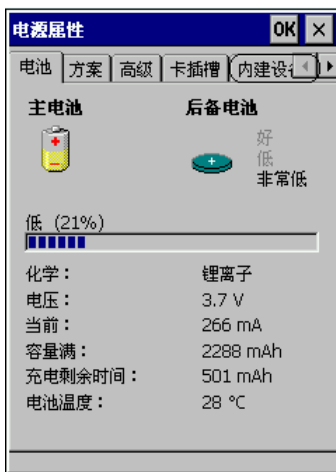 电源属性 OK ×
电池 方案 高级 卡插槽 内建设
主电池 后备电池
好
低
非常低
低 (21%)
化学： 锂离子
电压： 3.7 V
当前： 266 mA
容量满： 2288 mAh
充电剩余时间： 501 mAh
电池温度： 28 ℃